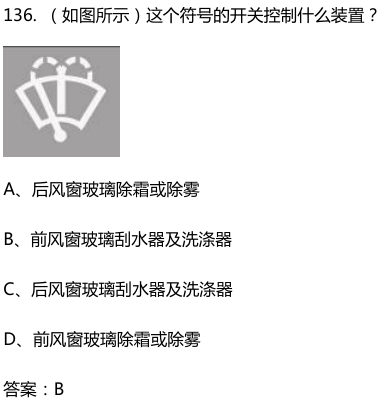 136. （如图所示）这个符号的开关控制什么装置？
A、后风窗玻璃除霜或除雾
B、前风窗玻璃刮水器及洗涤器
C、后风窗玻璃刮水器及洗涤器
D、前风窗玻璃除霜或除雾
答案：B